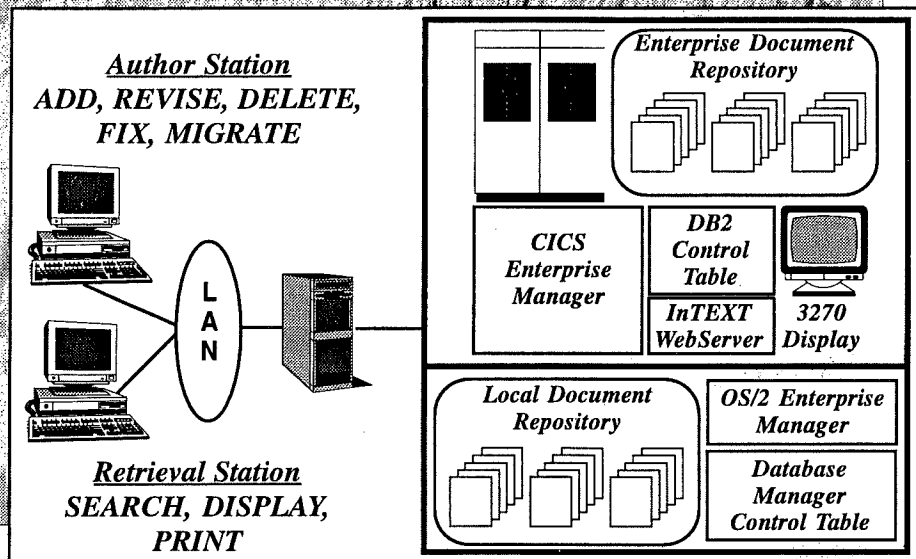 Author Station
ADD, REVISE, DELETE,
FIX, MIGRATE
LAN
Retrieval Station
SEARCH, DISPLAY,
PRINT
Enterprise Document
Repository
CICS
Enterprise
Manager
DB2
Control
Table
InTEXT
WebServer
3270
Display
Local Document
Repository
OS/2 Enterprise
Manager
Database
Manager
Control Table